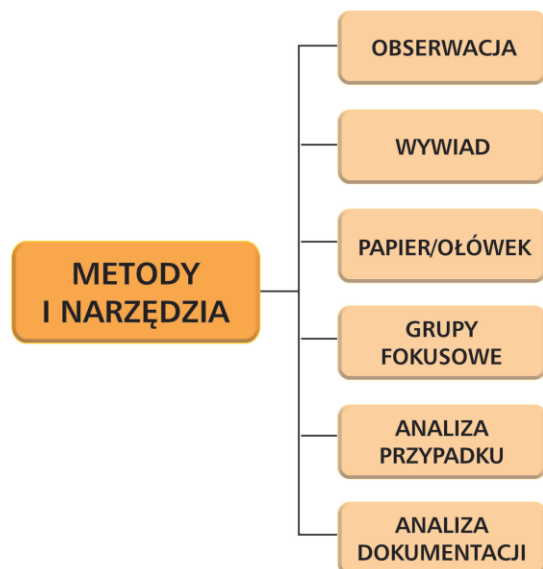 METODY
I NARZĘDZIA
OBSERWACJA
WYWIAD
PAPIER/OŁÓWEK
GRUPY
FOKUSOWE
ANALIZA
PRZYPADKU
ANALIZA
DOKUMENTACJI